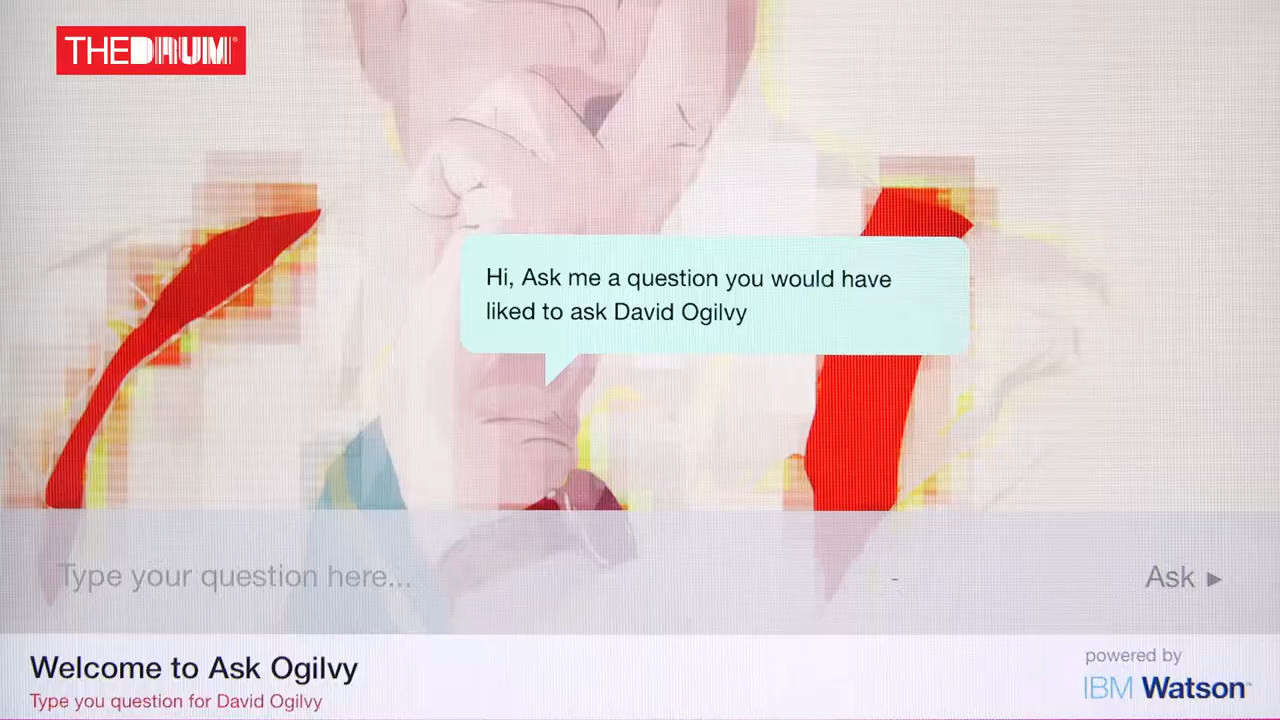 THEDRUM®
Hi, Ask me a question you would have
liked to ask David Ogilvy
Type your question here...
-
Ask ▶
Welcome to Ask Ogilvy
Type you question for David Ogilvy
powered by
IBM Watson™